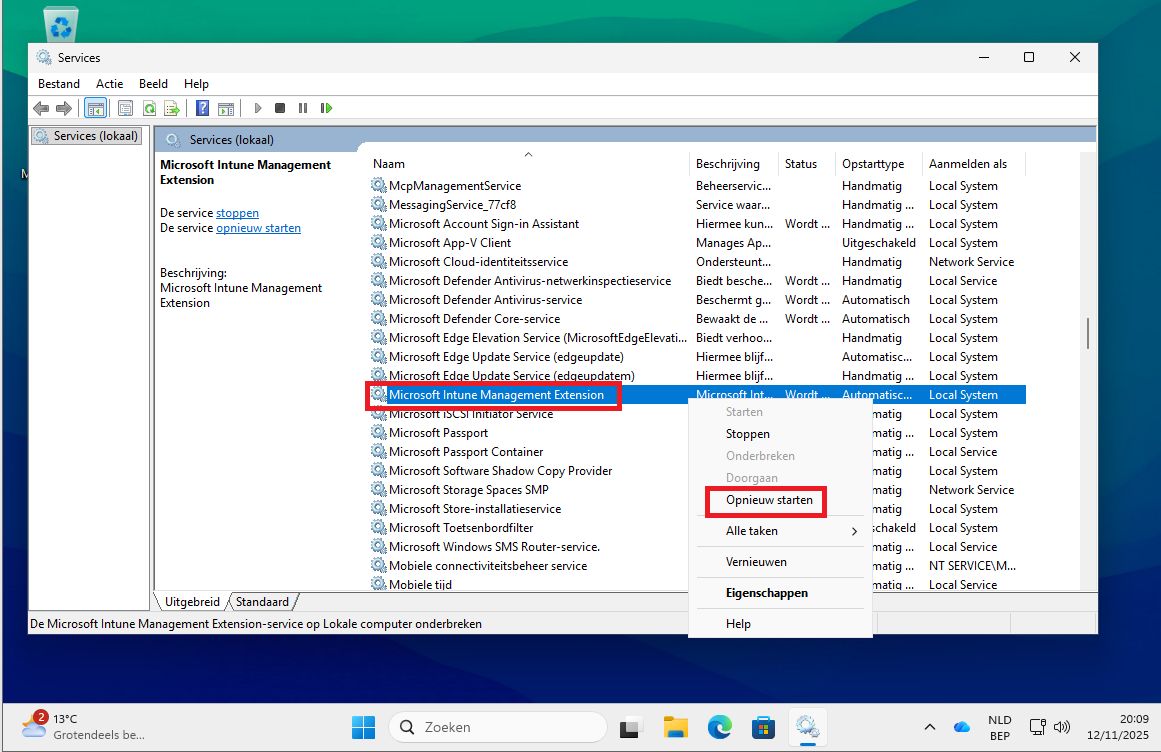 Services
Bestand Actie Beeld Help
Services (lokaal)
Services (lokaal)
Microsoft Intune Management
Extension
De service stoppen
De service opnieuw starten
Beschrijving:
Microsoft Intune Management
Extension
Naam Beschrijving Status Opstarttype Aanmelden als
McpManagementService Beheerservic... Handmatig Local System
MessagingService_77cf8 Service waar... Handmatig ... Local System
Microsoft Account Sign-in Assistant Hiermee kun... Wordt ... Handmatig ... Local System
Microsoft App-V Client Manages Ap... Uitgeschakeld Local System
Microsoft Cloud-identiteitsservice Ondersteunt... Handmatig Network Service
Microsoft Defender Antivirus-netwerkinspectieservice Biedt besche... Wordt ... Handmatig Local Service
Microsoft Defender Antivirus-service Beschermt g... Wordt ... Automatisch Local System
Microsoft Defender Core-service Bewaakt de ... Wordt ... Automatisch Local System
Microsoft Edge Elevation Service (MicrosoftEdgeElevati... Biedt verhoo... Handmatig Local System
Microsoft Edge Update Service (edgeupdate) Hiermee blijf... Automatisc... Local System
Microsoft Edge Update Service (edgeupdatem) Hiermee blijf... Handmatig Local System
Microsoft Intune Management Extension Microsoft Int... Wordt ... Automatisc... Local System
Microsoft iSCSI Initiator Service matig Local System
Microsoft Passport matig ... Local System
Microsoft Passport Container matig ... Local Service
Microsoft Software Shadow Copy Provider matig Local System
Microsoft Storage Spaces SMP matig Network Service
Microsoft Store-installatieservice matig ... Local System
Microsoft Toetsenbordfilter schakeld Local System
Microsoft Windows SMS Router-service. matig ... Local Service
Mobiele connectiviteitsbeheer service matig ... NT SERVICE\M...
Mobiele tijd matig ... Local Service
Starten
Stoppen
Onderbreken
Doorgaan
Opnieuw starten
Alle taken
Vernieuwen
Eigenschappen
Help
Uitgebreid Standaard
De Microsoft Intune Management Extension-service op Lokale computer onderbreken
2
13°C
Grotendeels be...
Zoeken
NLD
BEP
20:09
12/11/2025